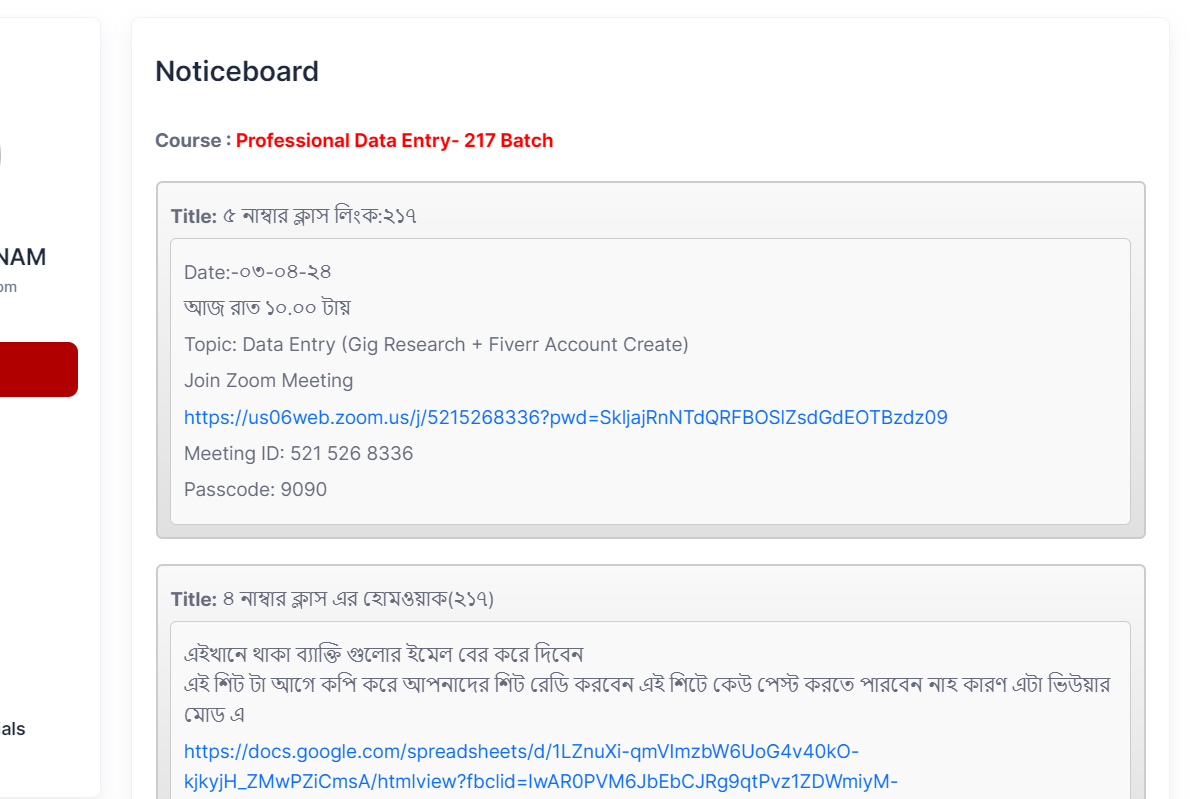 Noticeboard
Course : Professional Data Entry- 217 Batch
Title: ৫ নাম্বার ক্লাস লিংক:২১৭
Date:-০৩-০৪-২৪
আজ রাত ১০.০০ টায়
Topic: Data Entry (Gig Research + Fiverr Account Create)
Join Zoom Meeting
https://us06web.zoom.us/j/5215268336?pwd=SkljajRnNTdQRFBOSlZsdGdEOTBzdz09
Meeting ID: 521 526 8336
Passcode: 9090
NAM
om
Title: ৪ নাম্বার ক্লাস এর হোমওয়াক(২১৭)
এইখানে থাকা ব্যাক্তি গুলোর ইমেল বের করে দিবেন
এই শিট টা আগে কপি করে আপনাদের শিট রেডি করবেন এই শিটে কেউ পেস্ট করতে পারবেন নাহ কারণ এটা ভিউয়ার
মোড এ
https://docs.google.com/spreadsheets/d/1LZnuXi-qmVImzbW6UoG4v40kO-
kjkyjH_ZMwPZiCmsA/htmlview?fbclid=IwAR0PVM6JbEbCJRg9qtPvz1ZDWmiyM-
als